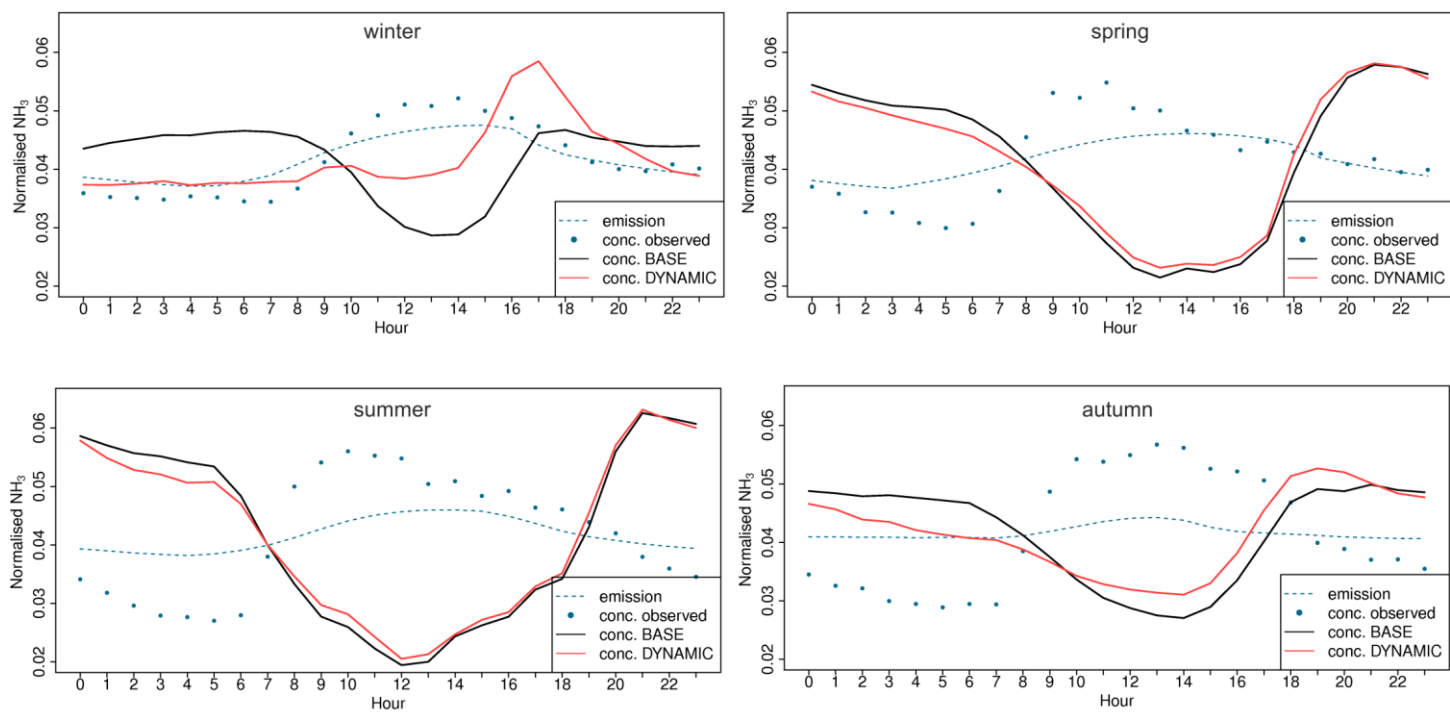 winter
Normalised NH₃
0.06
0.05
0.04
0.03
0.02
emission
conc. observed
conc. BASE
conc. DYNAMIC
0 1 2 3 4 5 6 7 8 9 10 12 14 16 18 20 22
Hour
spring
Normalised NH₃
0.06
0.05
0.04
0.03
0.02
emission
conc. observed
conc. BASE
conc. DYNAMIC
0 1 2 3 4 5 6 7 8 9 10 12 14 16 18 20 22
Hour
summer
Normalised NH₃
0.06
0.05
0.04
0.03
0.02
emission
conc. observed
conc. BASE
conc. DYNAMIC
0 1 2 3 4 5 6 7 8 9 10 12 14 16 18 20 22
Hour
autumn
Normalised NH₃
0.06
0.05
0.04
0.03
0.02
emission
conc. observed
conc. BASE
conc. DYNAMIC
0 1 2 3 4 5 6 7 8 9 10 12 14 16 18 20 22
Hour